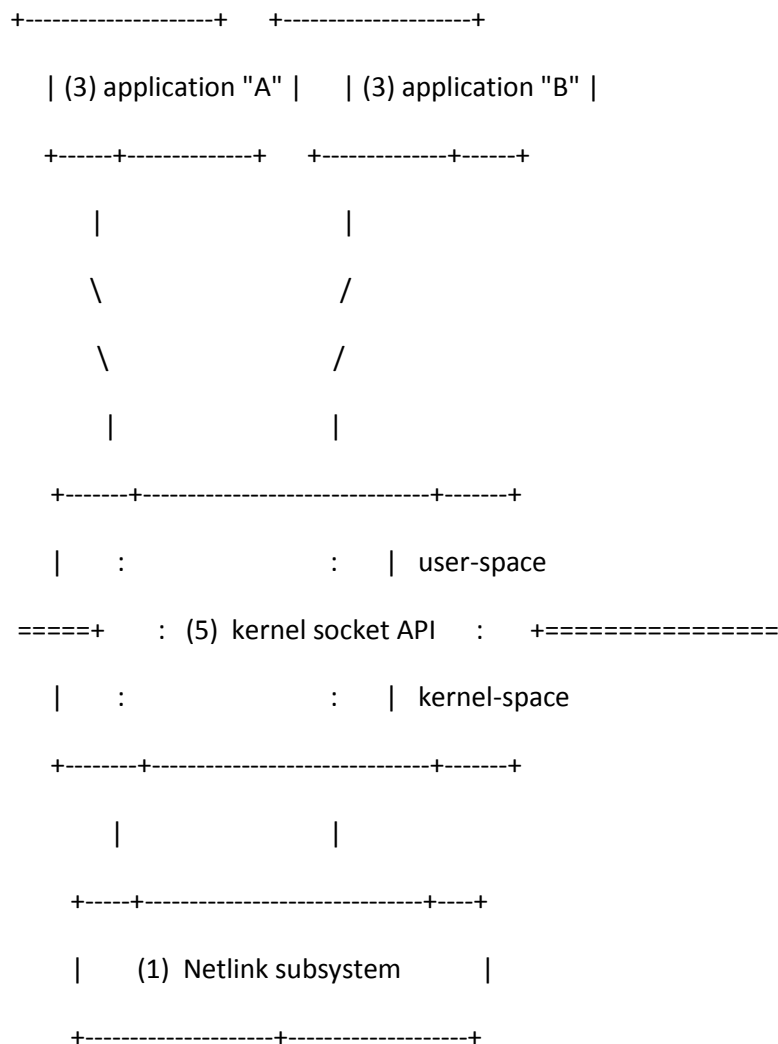 +---------------------+   +---------------------+
| (3) application "A" |   | (3) application "B" |
+------+--------------+   +--------------+------+
|   |
\   /
\   /
|   |
+-------+--------------------------------+-------+
|   :   :   | user-space
=====+   : (5) kernel socket API   :   +================
|   :   :   | kernel-space
+--------+-------------------------------+-------+
|   |
+-----+-------------------------------+----+
|   (1) Netlink subsystem   |
+---------------------+--------------------+